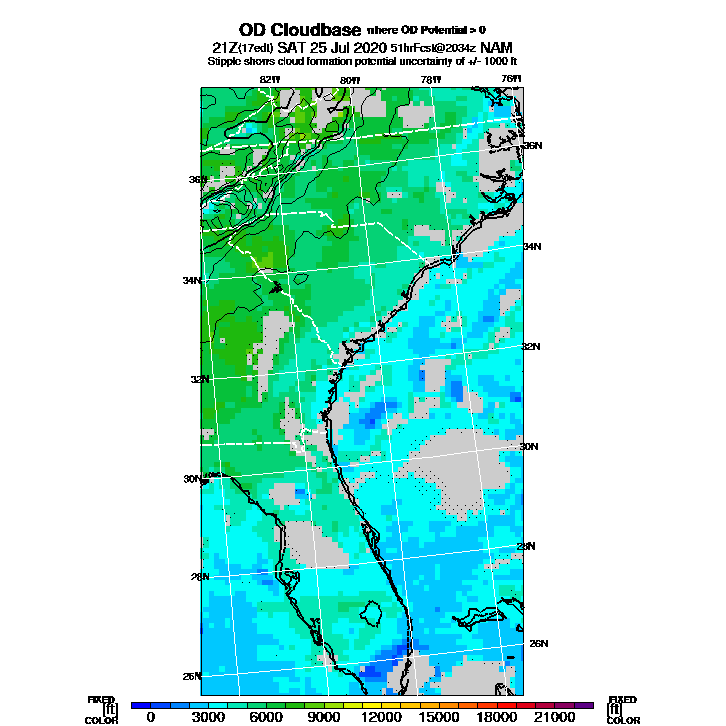 OD Cloudbase where OD Potential > 0
21Z(17edt) SAT 25 Jul 2020 51hrFcst@2034z NAM
Stipple shows cloud formation potential uncertainty of +/- 1000 ft
82W 80W 78W 76W
36N
36N
34N
34N
32N
32N
30N
30N
28N
28N
26N
26N
FIXED FIXED
[ft] [ft]
COLOR COLOR
0 3000 6000 9000 12000 15000 18000 21000